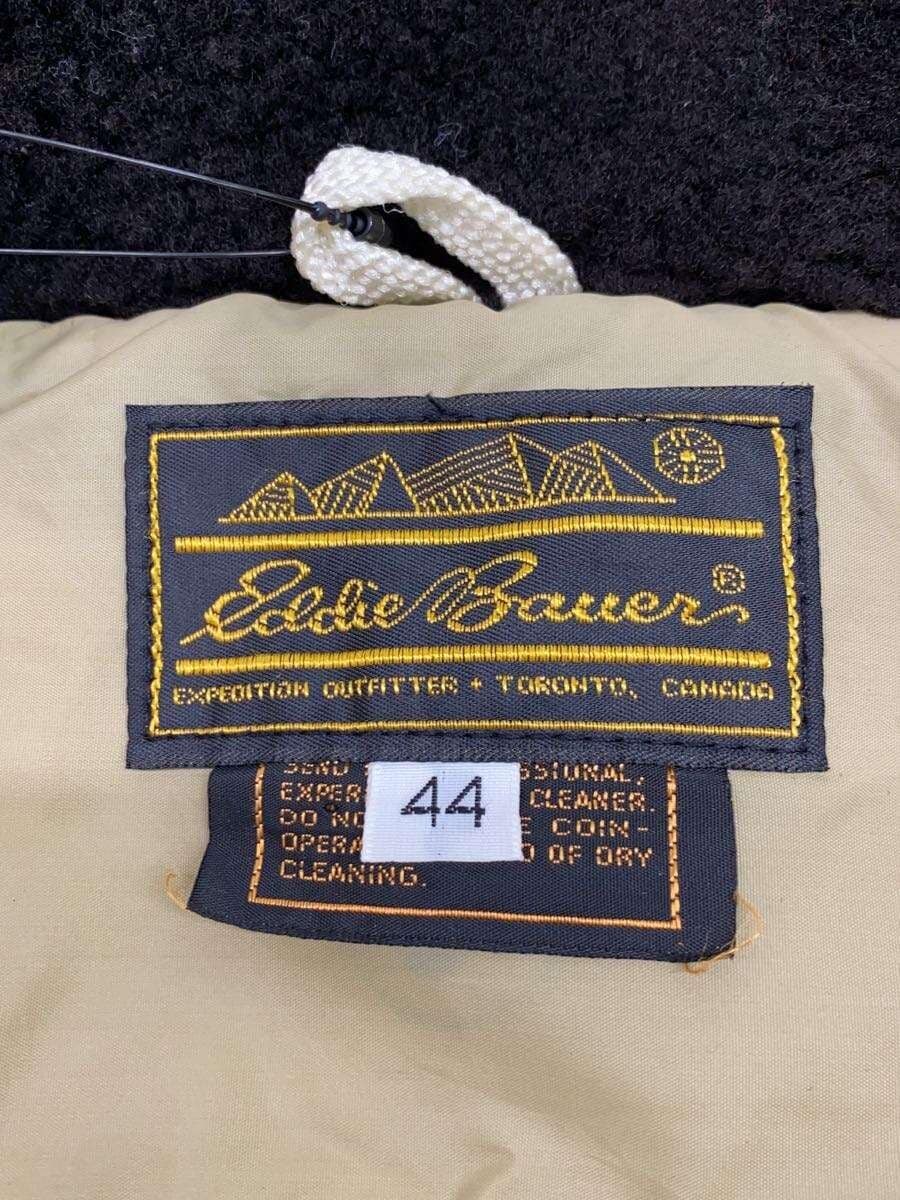 Eddie Bauer®
EXPEDITION OUTFITTER + TORONTO, CANADA
SEND
44
EXPER CLEANER.
DO NO COIN-
OPERA OF DRY
CLEANING.